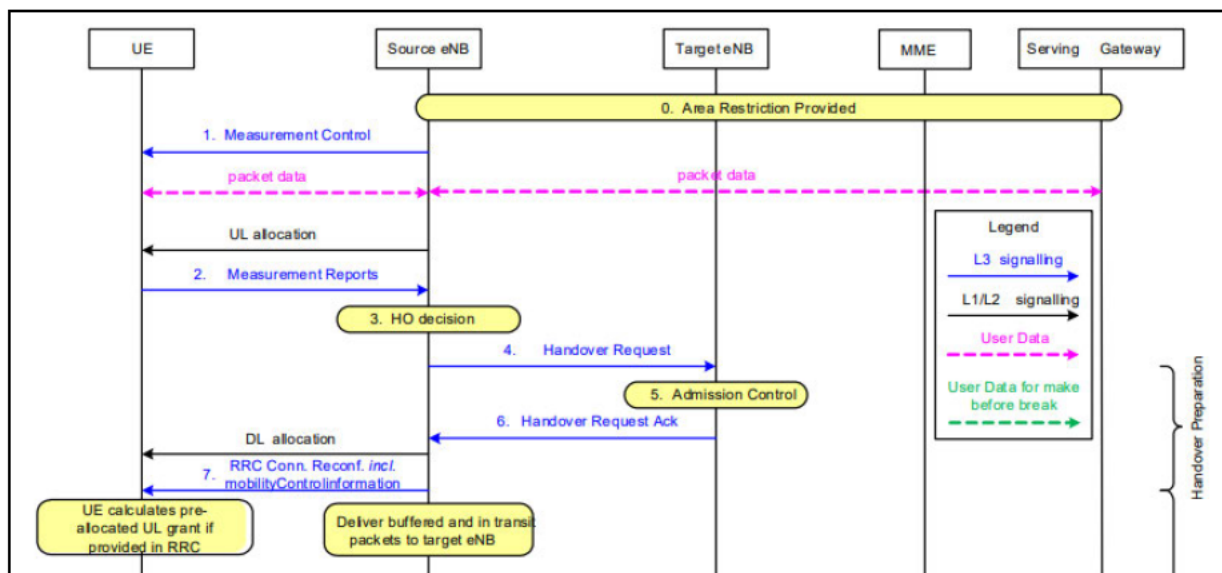 UE
Source eNB
Target eNB
MME
Serving Gateway
0. Area Restriction Provided
1. Measurement Control
packet data
packet data
UL allocation
2. Measurement Reports
3. HO decision
4. Handover Request
5. Admission Control
6. Handover Request Ack
DL allocation
7. RRC Conn. Reconf. incl.
mobilityControlinformation
UE calculates pre-
allocated UL grant if
provided in RRC
Deliver buffered and in transit
packets to target eNB
Legend
L3 signalling
L1/L2 signalling
User Data
User Data for make
before break
Handover Preparation